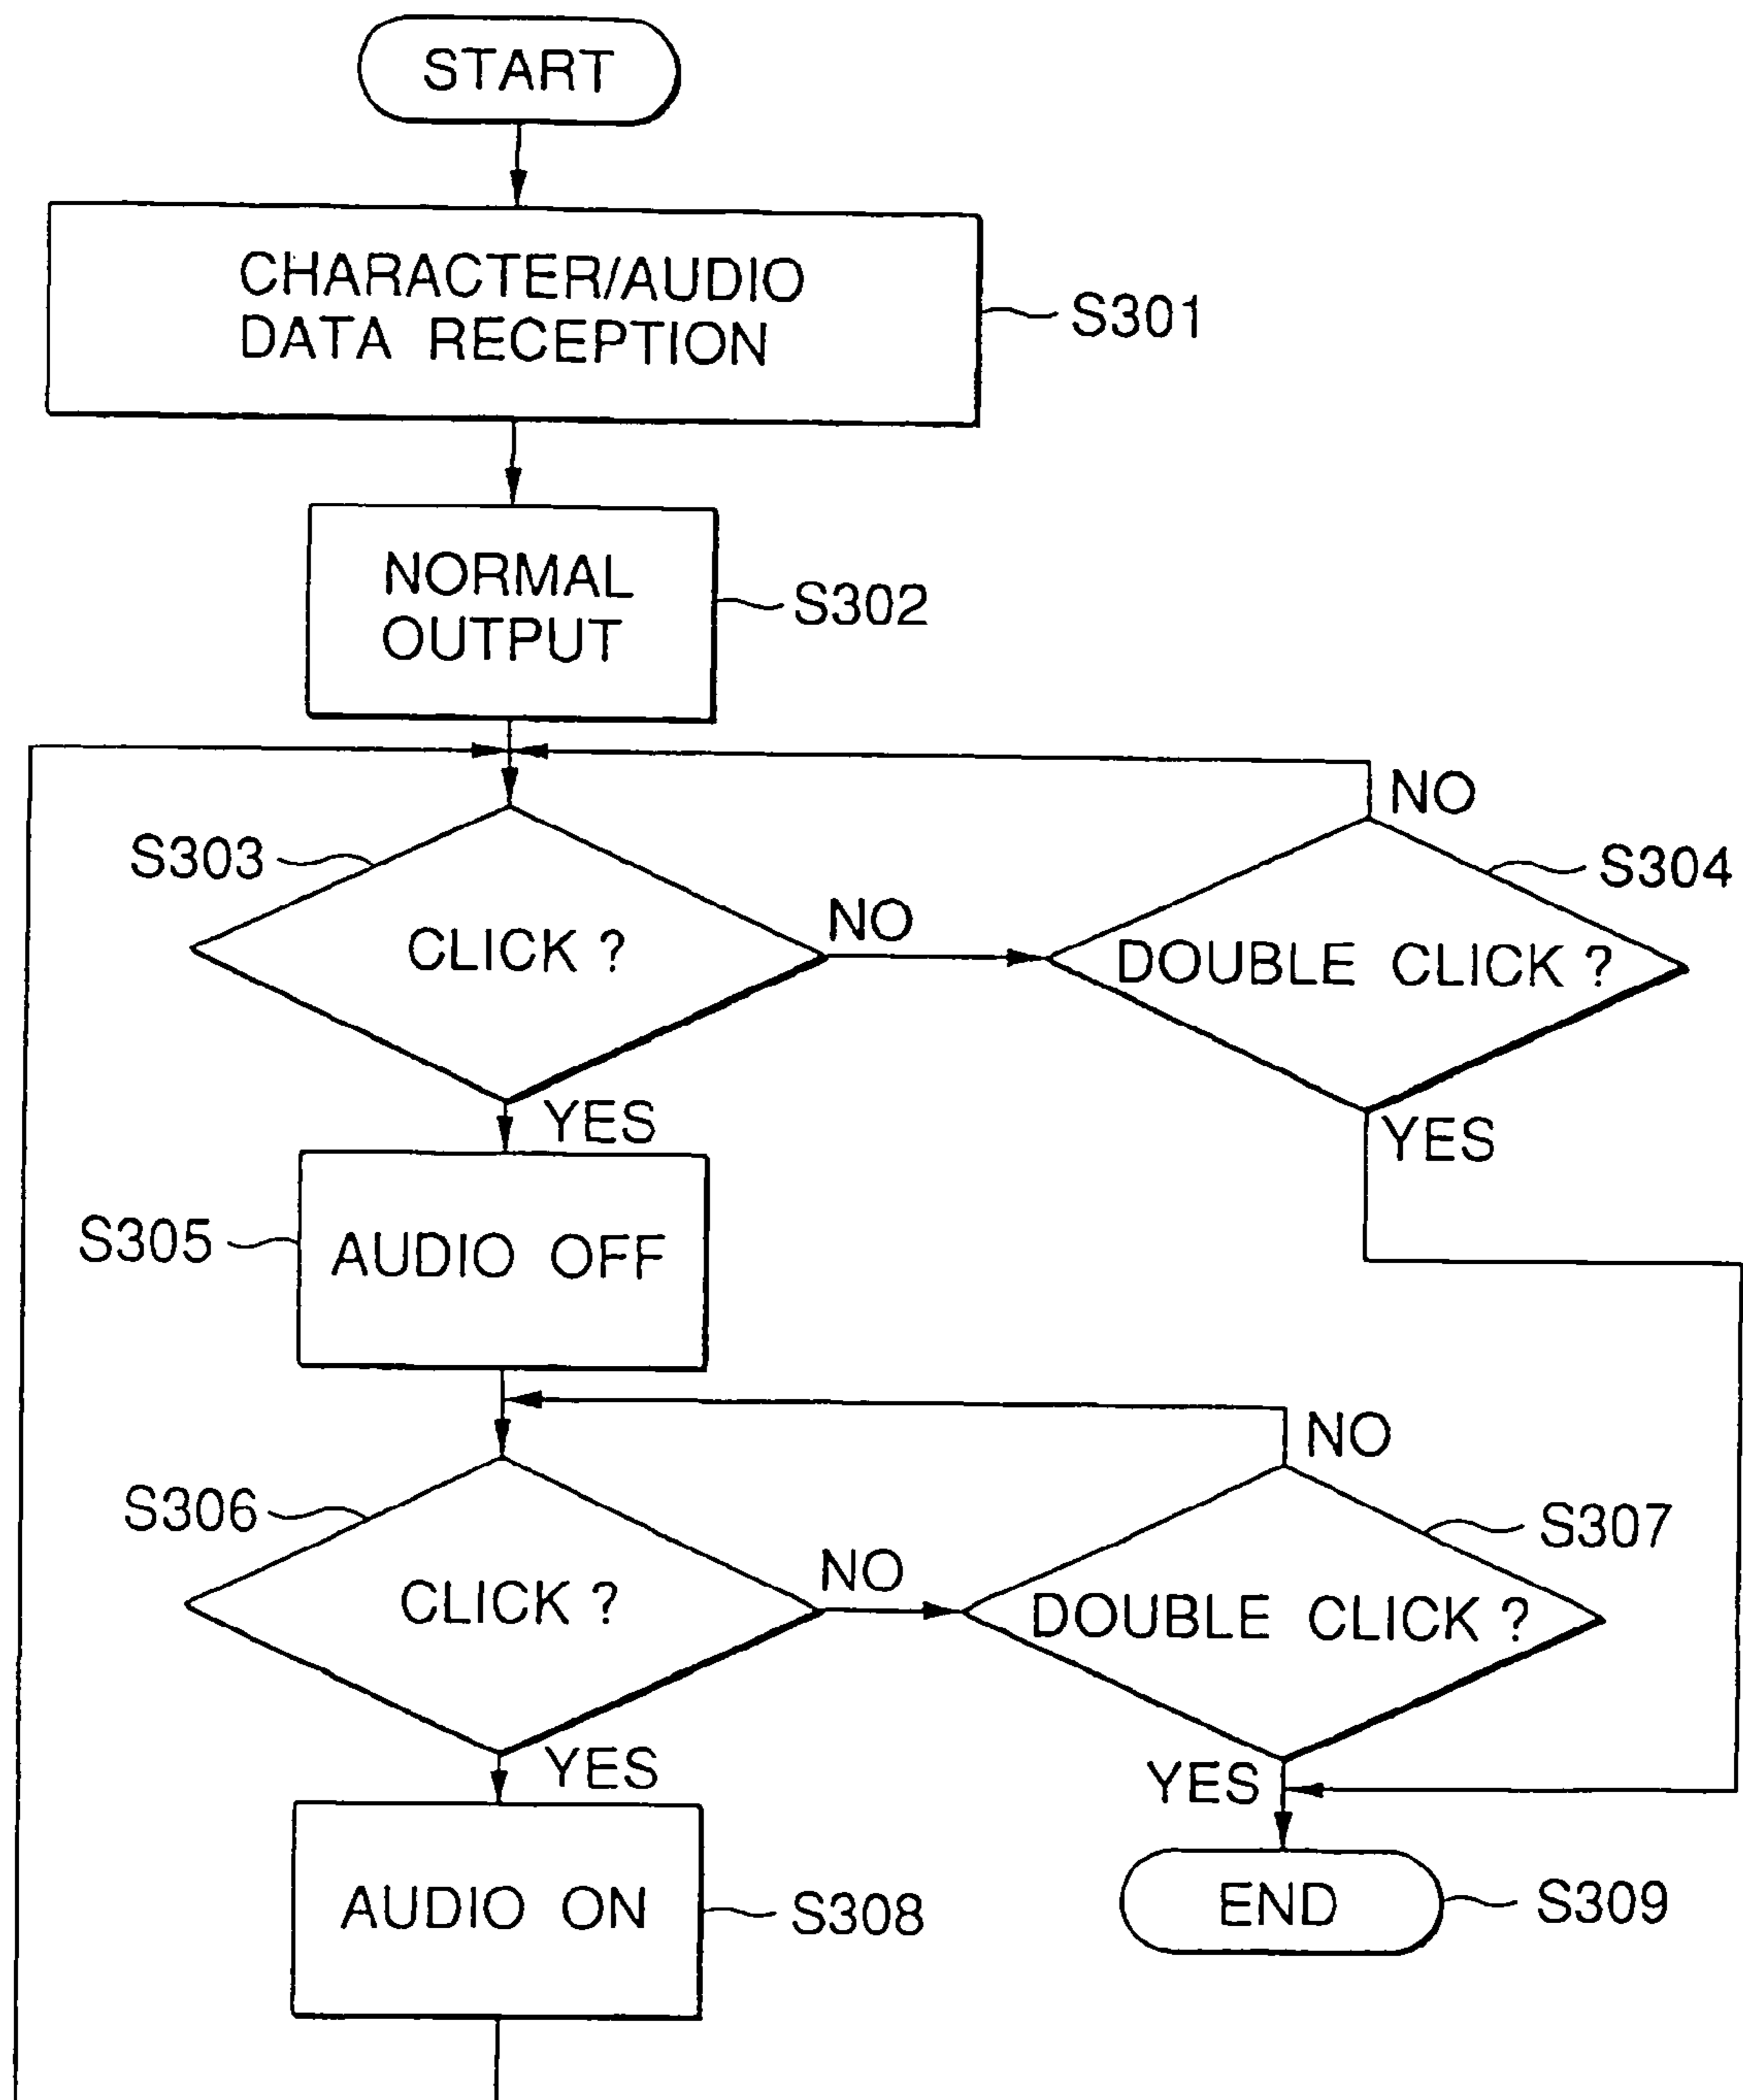 START
CHARACTER/AUDIO
DATA RECEPTION
S301
NORMAL
OUTPUT
S302
NO
S303
S304
CLICK ?
NO
DOUBLE CLICK ?
YES
YES
S305
AUDIO OFF
NO
S306
S307
CLICK ?
NO
DOUBLE CLICK ?
YES
YES
AUDIO ON
S308
END
S309